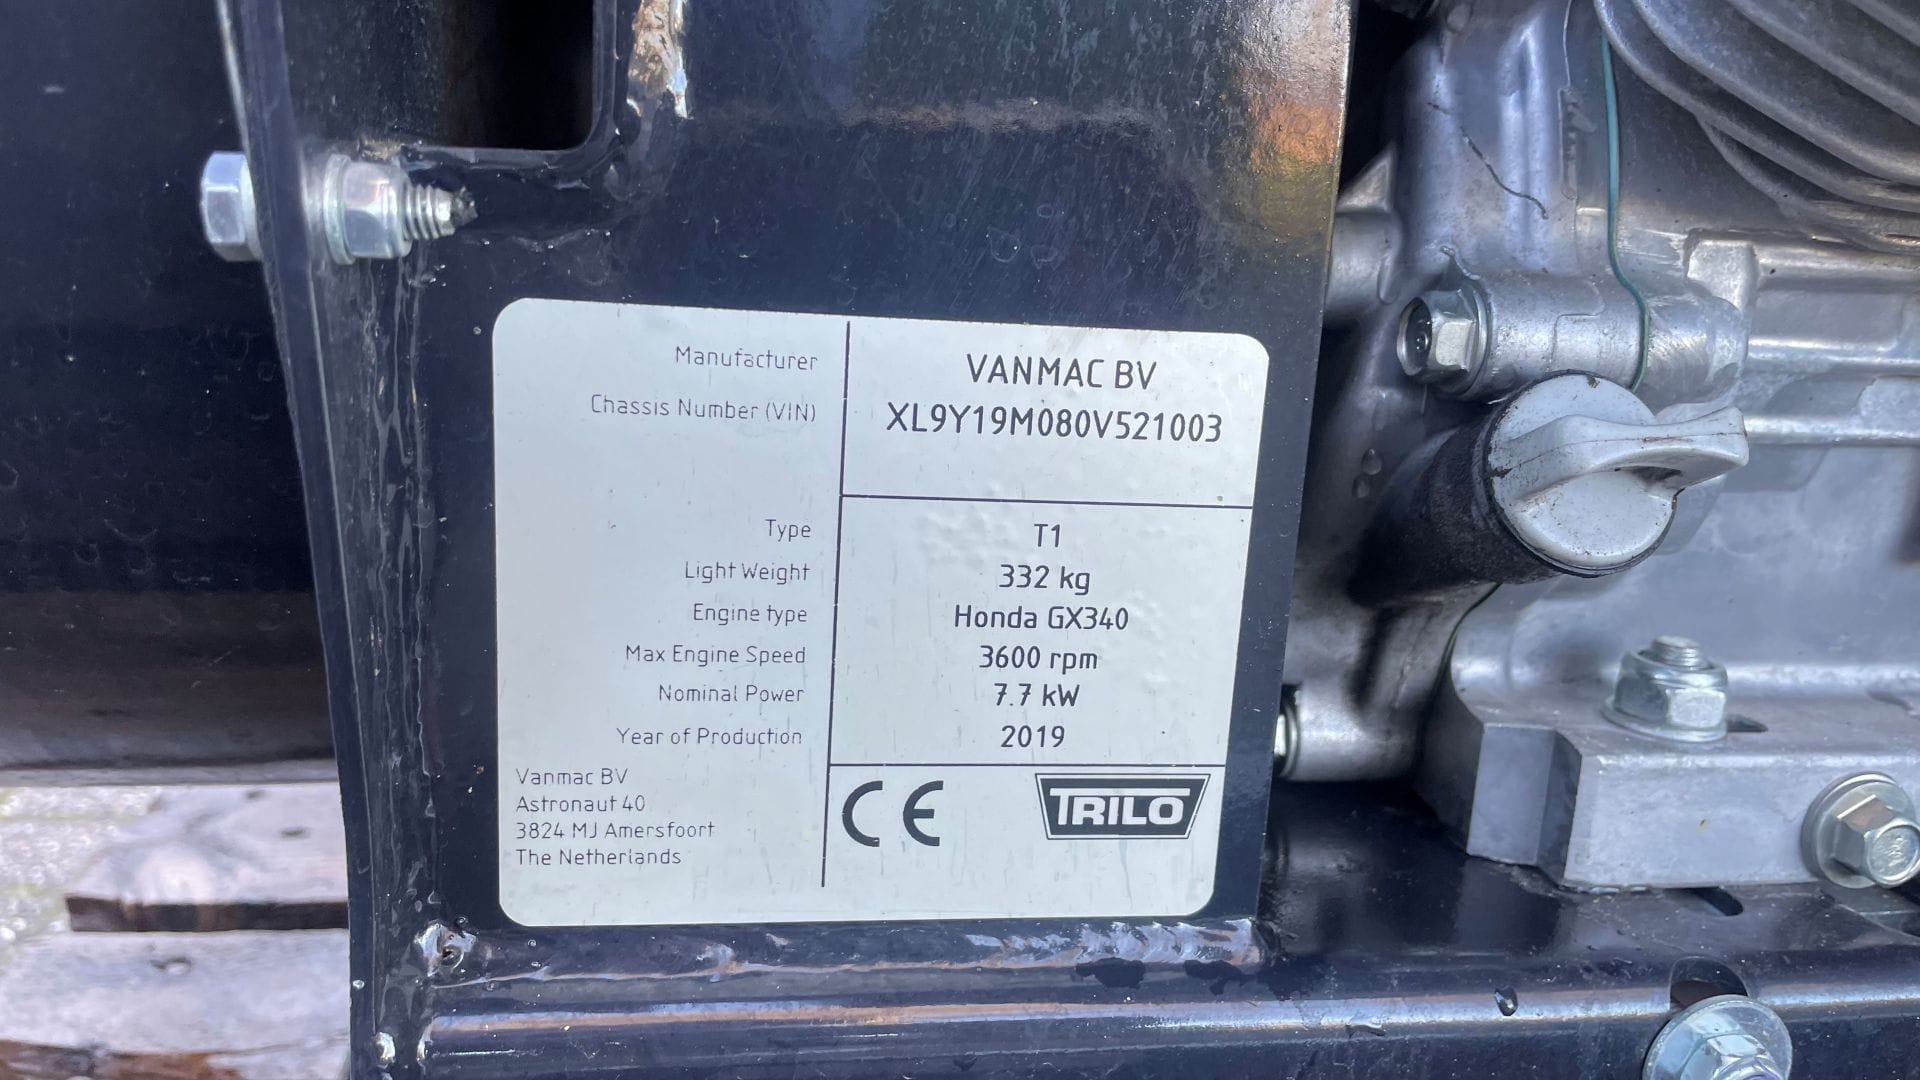 Manufacturer VANMAC BV
Chassis Number (VIN) XL9Y19M080V521003
Type T1
Light Weight 332 kg
Engine type Honda GX340
Max Engine Speed 3600 rpm
Nominal Power 7.7 kW
Year of Production 2019
Vanmac BV
Astronaut 40
3824 MJ Amersfoort
The Netherlands
CE
TRILO